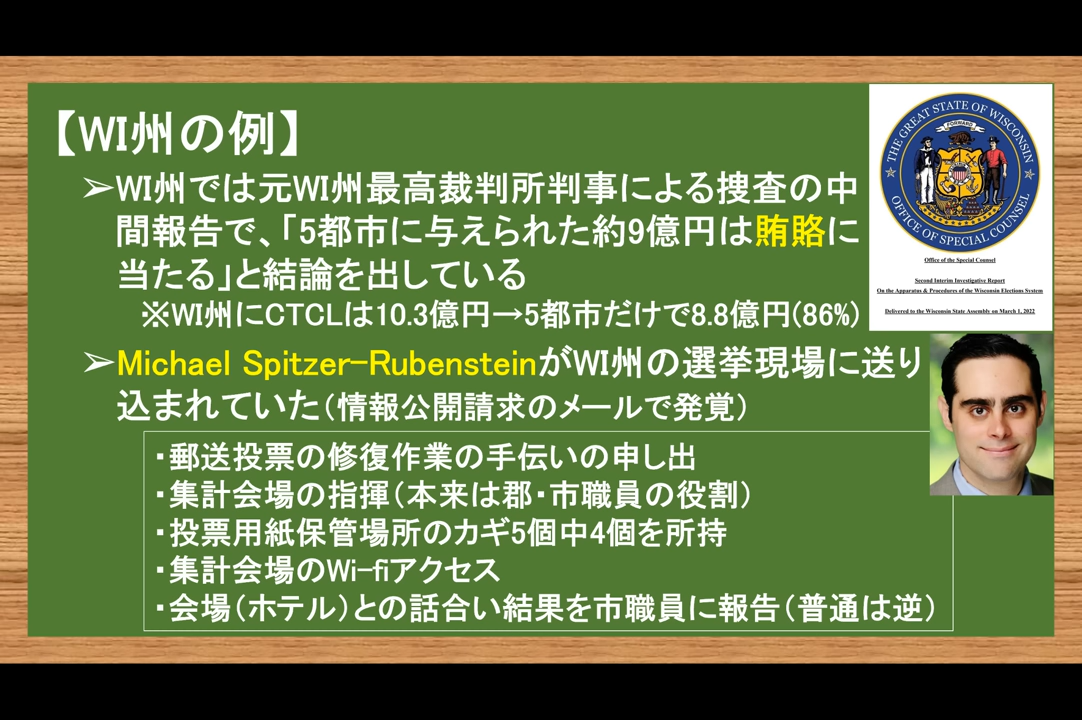 【WI州の例】
➢WI州では元WI州最高裁判所判事による捜査の中
間報告で、「5都市に与えられた約9億円は賄賂に
当たる」と結論を出している
※WI州にCTCLは10.3億円→5都市だけで8.8億円(86%)
➢Michael Spitzer-RubensteinがWI州の選挙現場に送り
込まれていた（情報公開請求のメールで発覚）
・郵送投票の修復作業の手伝いの申し出
・集計会場の指揮（本来は郡・市職員の役割）
・投票用紙保管場所のカギ5個中4個を所持
・集計会場のWi-fiアクセス
・会場（ホテル）との話合い結果を市職員に報告（普通は逆）
THE GREAT STATE OF WISCONSIN
FORWARD
OFFICE OF SPECIAL COUNSEL
Office of the Special Counsel
Second Interim Investigative Report
On the Apparatus & Procedures of the Wisconsin Elections System
Delivered to the Wisconsin State Assembly on March 1, 2022